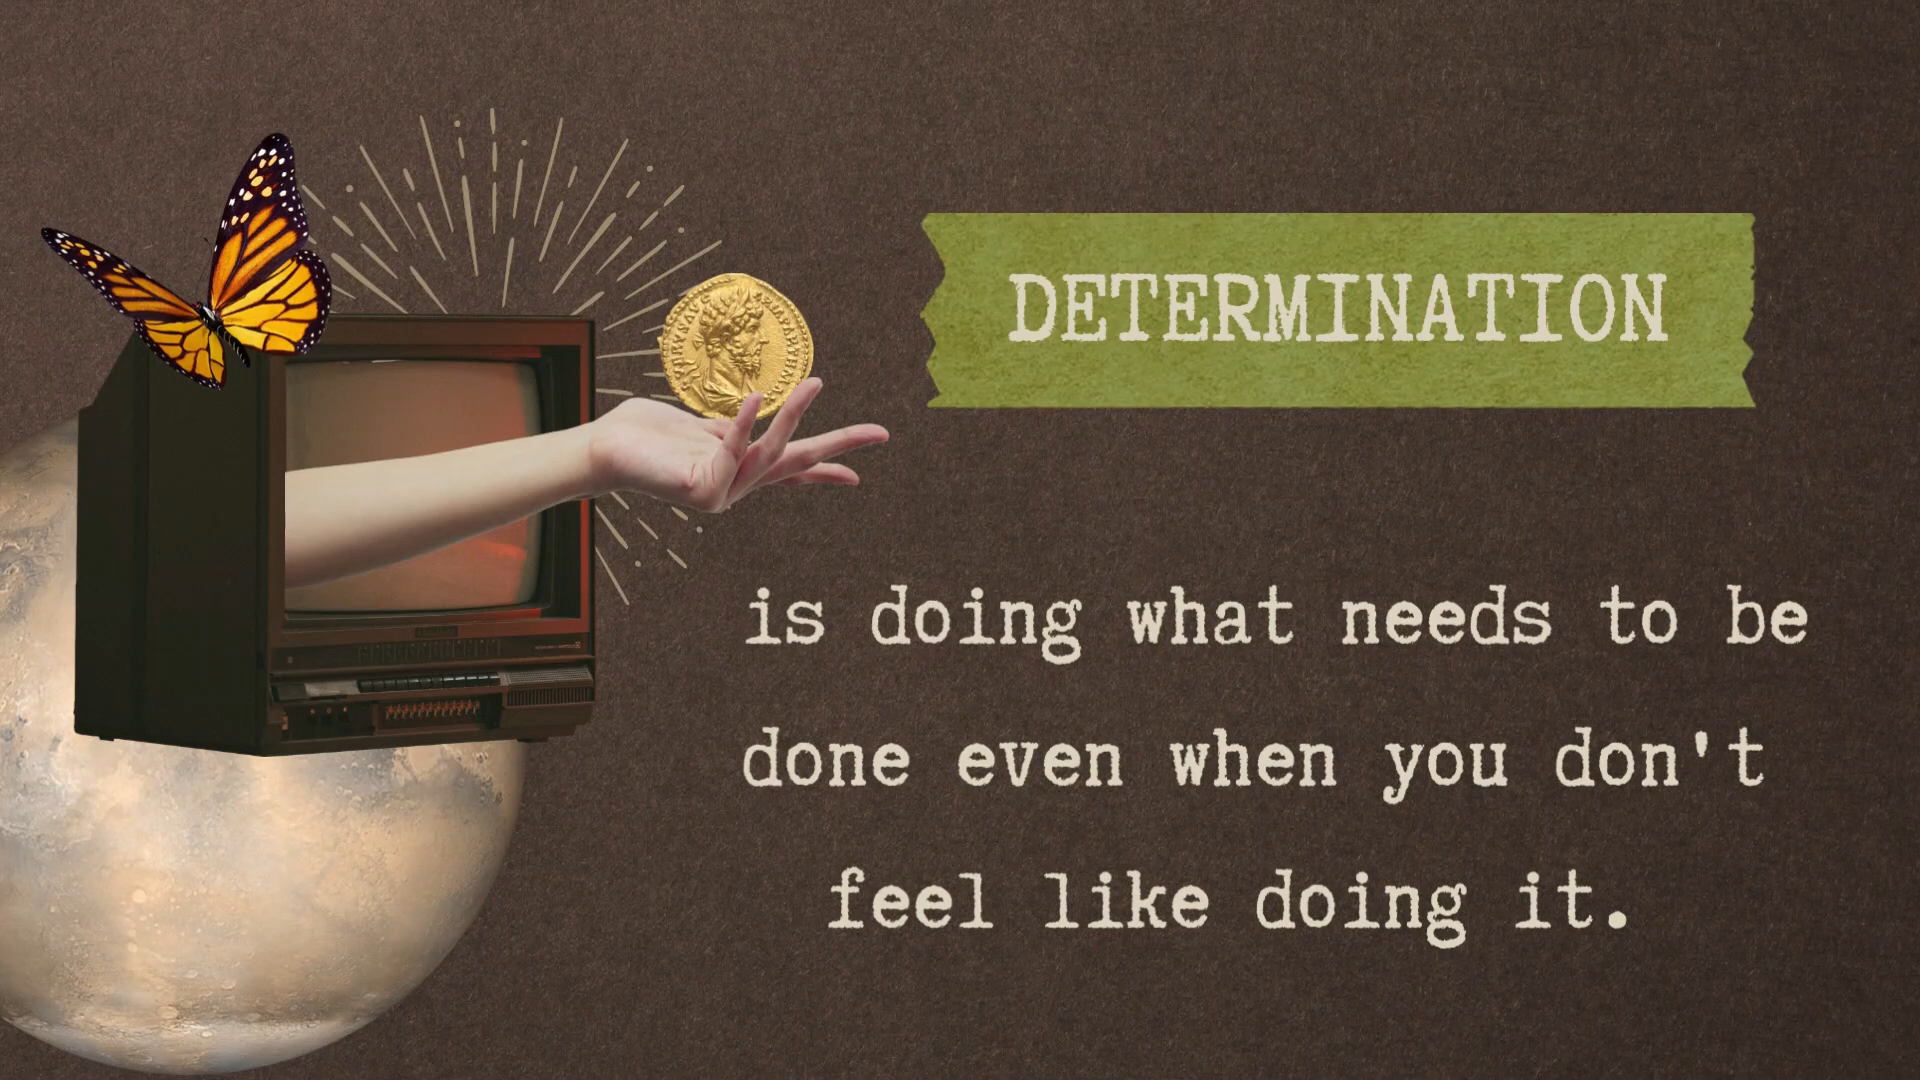 DETERMINATION
is doing what needs to be
done even when you don't
feel like doing it.